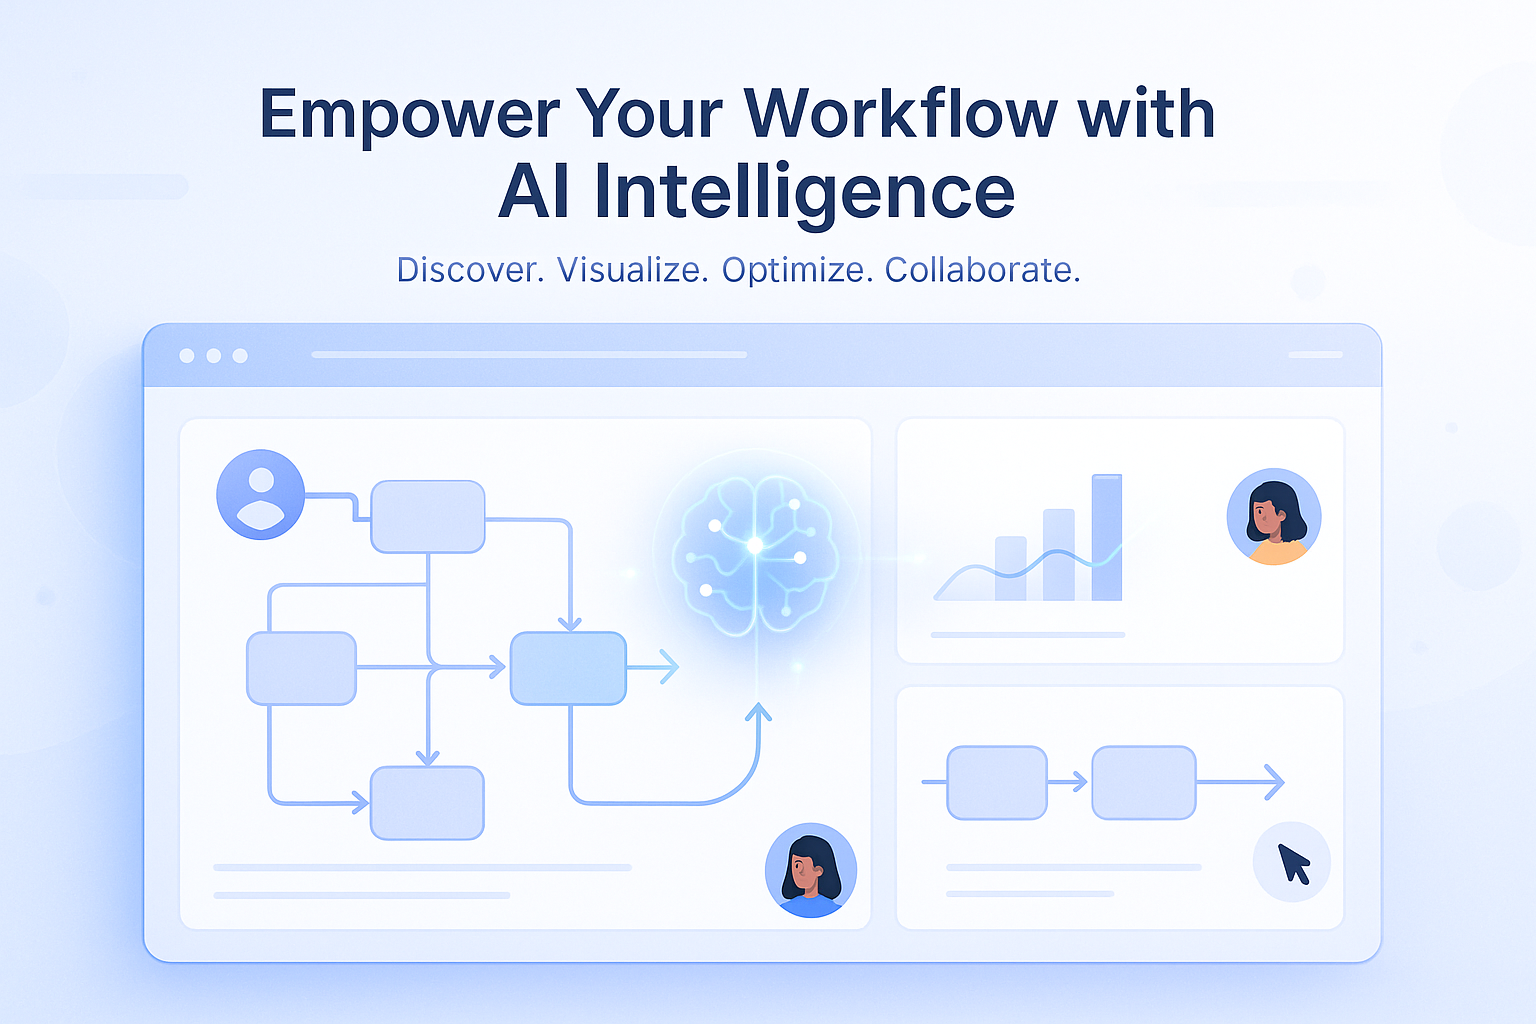 Empower Your Workflow with
AI Intelligence
Discover. Visualize. Optimize. Collaborate.